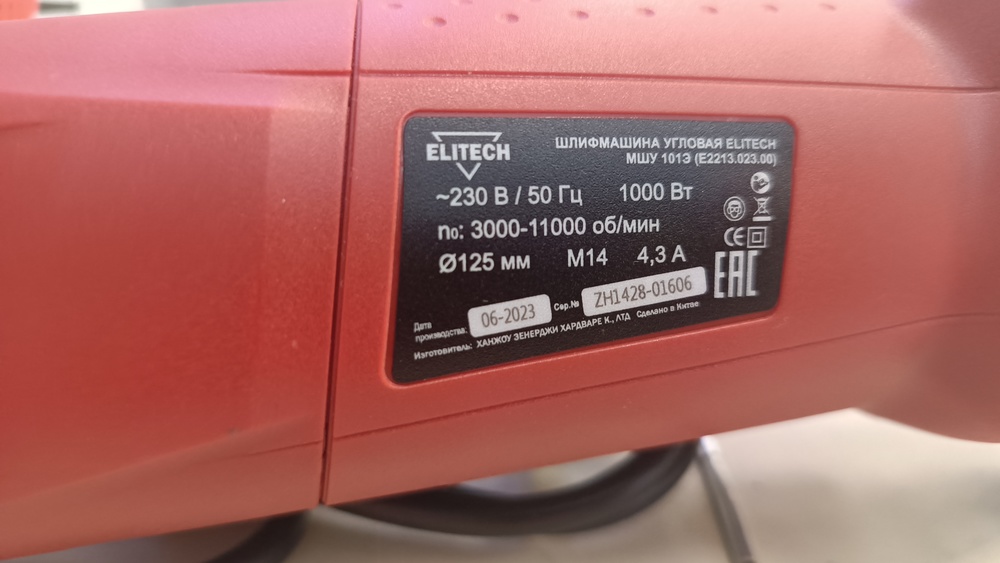 ELITECH
ШЛИФМАШИНА УГЛОВАЯ ELITECH
МШУ 101Э (E2213.023.00)
~230 В / 50 Гц 1000 Вт
n₀: 3000-11000 об/мин
Ø125 мм M14 4,3 А
CE
EAC
Дата производства: 06-2023 Сер.№ ZH1428-01606
Изготовитель: ХАНЖОУ ЗЕНЕРДЖИ ХАРДВАРЕ К., ЛТД Сделано в Китае